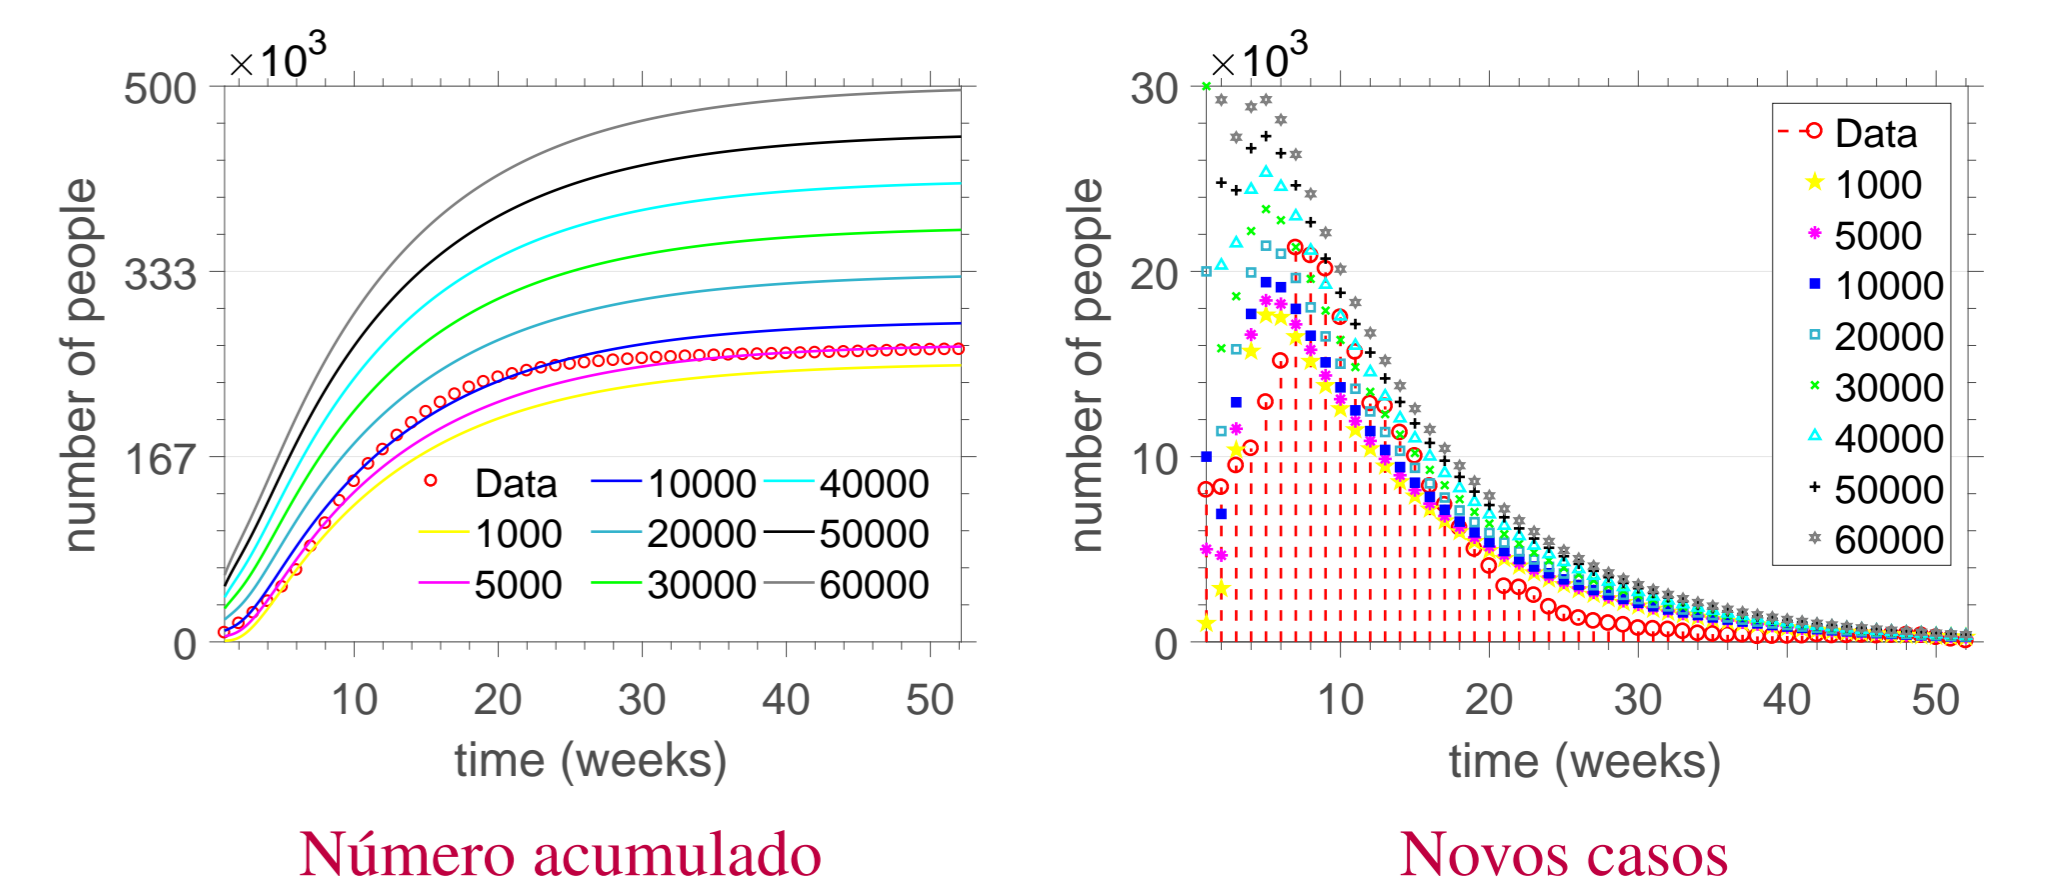 ×10³
500
333
167
0
number of people
10 20 30 40 50
time (weeks)
Data 10000 40000
1000 20000 50000
5000 30000 60000
Número acumulado
×10³
30
20
10
0
number of people
10 20 30 40 50
time (weeks)
Data
1000
5000
10000
20000
30000
40000
50000
60000
Novos casos